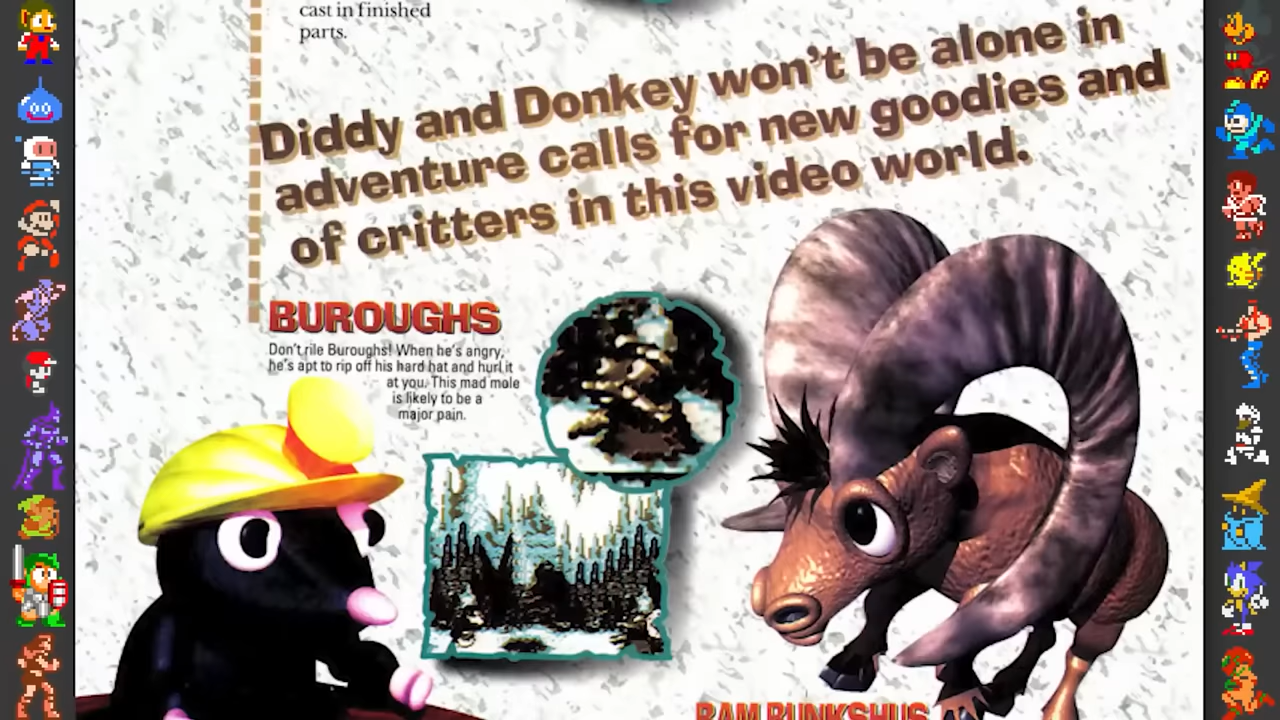 cast in finished
parts.
Diddy and Donkey won't be alone in
adventure calls for new goodies and
of critters in this video world.
BUROUGHS
Don't rile Buroughs! When he's angry,
he's apt to rip off his hard hat and hurl it
at you. This mad mole
is likely to be a
major pain.
RAM BUNKSHUS